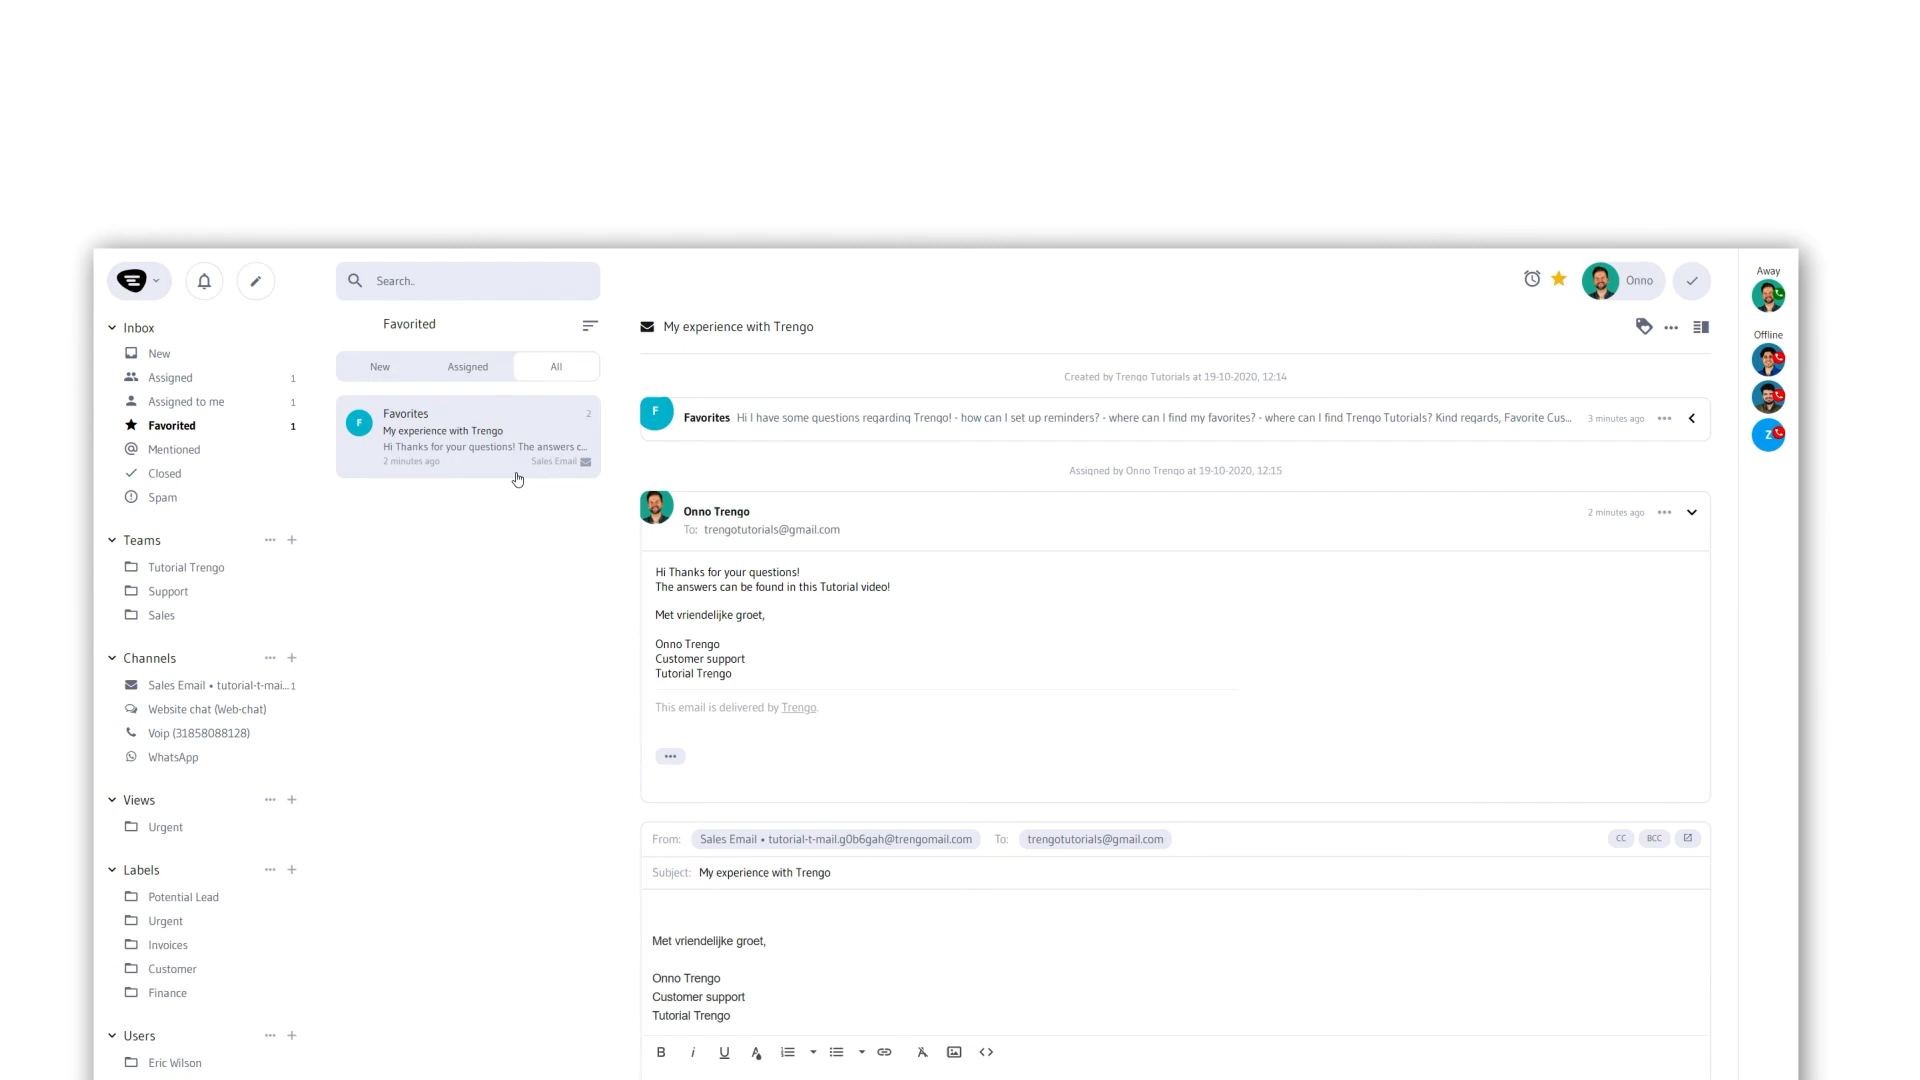 Search..
Onno
Away
Offline
Z
Inbox
New
Assigned 1
Assigned to me 1
Favorited 1
Mentioned
Closed
Spam
Teams
Tutorial Trengo
Support
Sales
Channels
Sales Email • tutorial-t-mai... 1
Website chat (Web-chat)
Voip (31858088128)
WhatsApp
Views
Urgent
Labels
Potential Lead
Urgent
Invoices
Customer
Finance
Users
Eric Wilson
Favorited
New Assigned All
F
Favorites 2
My experience with Trengo
Hi Thanks for your questions! The answers c...
2 minutes ago Sales Email
My experience with Trengo
Created by Trengo Tutorials at 19-10-2020, 12:14
F Favorites Hi I have some questions regarding Trengo! - how can I set up reminders? - where can I find my favorites? - where can I find Trengo Tutorials? Kind regards, Favorite Cus... 3 minutes ago
Assigned by Onno Trengo at 19-10-2020, 12:15
Onno Trengo 2 minutes ago
To: trengotutorials@gmail.com
Hi Thanks for your questions!
The answers can be found in this Tutorial video!
Met vriendelijke groet,
Onno Trengo
Customer support
Tutorial Trengo
This email is delivered by Trengo.
From: Sales Email • tutorial-t-mail.g0b6gah@trengomail.com To: trengotutorials@gmail.com CC BCC
Subject: My experience with Trengo
Met vriendelijke groet,
Onno Trengo
Customer support
Tutorial Trengo
B i U A